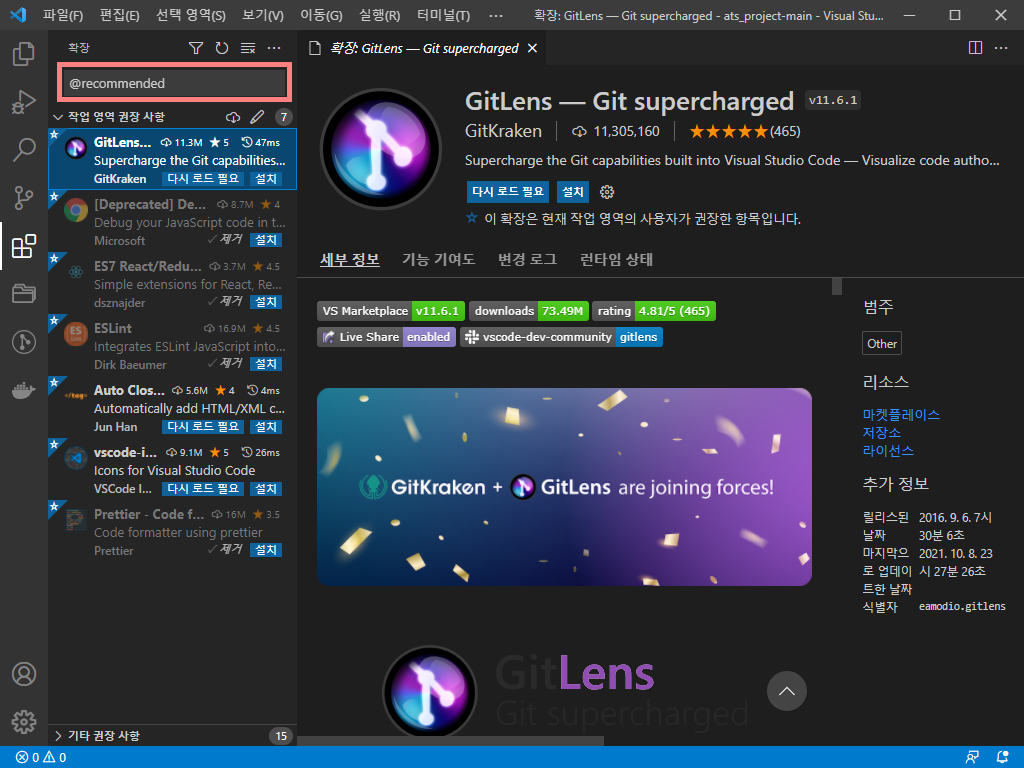 파일(F) 편집(E) 선택 영역(S) 보기(V) 이동(G) 실행(R) 터미널(T) ··· 확장: GitLens — Git supercharged - ats_project-main - Visual Stu...
확장
@recommended
작업 영역 권장 사항 7
GitLens... 11.3M 5 47ms
Supercharge the Git capabilities...
GitKraken 다시 로드 필요 설치
[Deprecated] De... 8.7M 4
Debug your JavaScript code in t...
Microsoft 제거 설치
ES7 React/Redu... 3.7M 4.5
Simple extensions for React, Re...
dsznajder 제거 설치
ESLint 16.9M 4.5
Integrates ESLint JavaScript into...
Dirk Baeumer 제거 설치
Auto Clos... 5.6M 4 4ms
Automatically add HTML/XML c...
Jun Han 다시 로드 필요 설치
vscode-i... 9.1M 5 26ms
Icons for Visual Studio Code
VSCode I... 다시 로드 필요 설치
Prettier - Code f... 16M 3.5
Code formatter using prettier
Prettier 제거 설치
기타 권장 사항 15
확장: GitLens — Git supercharged
GitLens — Git supercharged v11.6.1
GitKraken 11,305,160 ★★★★★(465)
Supercharge the Git capabilities built into Visual Studio Code — Visualize code autho...
다시 로드 필요 설치
이 확장은 현재 작업 영역의 사용자가 권장한 항목입니다.
세부 정보 기능 기여도 변경 로그 런타임 상태
VS Marketplace v11.6.1 downloads 73.49M rating 4.81/5 (465)
Live Share enabled vscode-dev-community gitlens
GitKraken + GitLens are joining forces!
GitLens
Git supercharged
범주
Other
리소스
마켓플레이스
저장소
라이선스
추가 정보
릴리스된 날짜 2016. 9. 6. 7시 30분 6초
마지막으로 업데이트한 날짜 2021. 10. 8. 23시 27분 26초
식별자 eamodio.gitlens
0 0